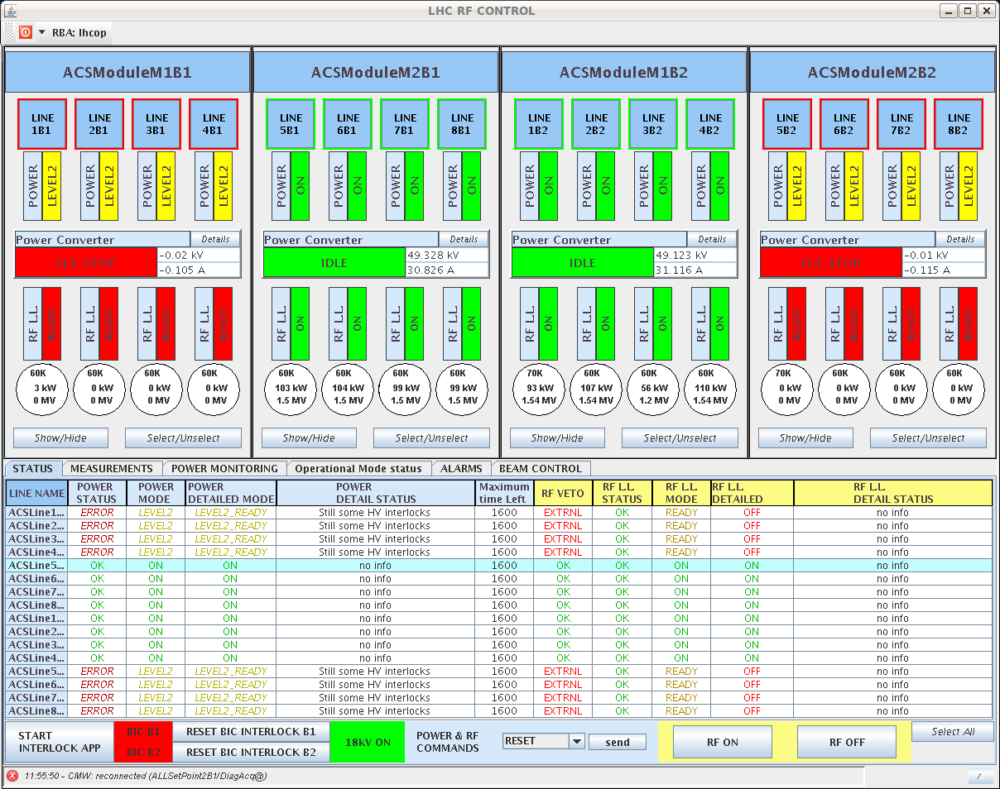 LHC RF CONTROL
RBA: lhcop
ACSModuleM1B1 ACSModuleM2B1 ACSModuleM1B2 ACSModuleM2B2
LINE LINE LINE LINE LINE LINE LINE LINE LINE LINE LINE LINE LINE LINE LINE LINE
1B1 2B1 3B1 4B1 5B1 6B1 7B1 8B1 1B2 2B2 3B2 4B2 5B2 6B2 7B2 8B2
POWER LEVEL2 POWER LEVEL2 POWER LEVEL2 POWER LEVEL2 POWER ON POWER ON POWER ON POWER ON POWER ON POWER ON POWER ON POWER ON POWER LEVEL2 POWER LEVEL2 POWER LEVEL2 POWER LEVEL2
Power Converter Details Power Converter Details Power Converter Details Power Converter Details
FLT STOP -0.02 kV IDLE 49.328 kV IDLE 49.123 kV FLT STOP -0.01 kV
-0.105 A 30.826 A 31.116 A -0.115 A
RF L.L. READY RF L.L. READY RF L.L. READY RF L.L. READY RF L.L. ON RF L.L. ON RF L.L. ON RF L.L. ON RF L.L. ON RF L.L. ON RF L.L. ON RF L.L. ON RF L.L. READY RF L.L. READY RF L.L. READY RF L.L. READY
60K 60K 60K 60K 60K 60K 60K 60K 70K 60K 60K 60K 70K 60K 60K 60K
3 kW 0 kW 0 kW 0 kW 103 kW 104 kW 99 kW 99 kW 93 kW 107 kW 56 kW 110 kW 0 kW 0 kW 0 kW 0 kW
0 MV 0 MV 0 MV 0 MV 1.5 MV 1.5 MV 1.5 MV 1.5 MV 1.54 MV 1.54 MV 1.2 MV 1.54 MV 0 MV 0 MV 0 MV 0 MV
Show/Hide Select/Unselect Show/Hide Select/Unselect Show/Hide Select/Unselect Show/Hide Select/Unselect
STATUS MEASUREMENTS POWER MONITORING Operational Mode status ALARMS BEAM CONTROL
LINE NAME POWER STATUS POWER MODE POWER DETAILED MODE POWER DETAIL STATUS Maximum time Left RF VETO RF L.L. STATUS RF L.L. MODE RF L.L. DETAILED RF L.L. DETAIL STATUS
ACSLine1... ERROR LEVEL2 LEVEL2_READY Still some HV interlocks 1600 EXTRNL OK READY OFF no info
ACSLine2... ERROR LEVEL2 LEVEL2_READY Still some HV interlocks 1600 EXTRNL OK READY OFF no info
ACSLine3... ERROR LEVEL2 LEVEL2_READY Still some HV interlocks 1600 EXTRNL OK READY OFF no info
ACSLine4... ERROR LEVEL2 LEVEL2_READY Still some HV interlocks 1600 EXTRNL OK READY OFF no info
ACSLine5... OK ON ON no info 1600 OK OK ON ON no info
ACSLine6... OK ON ON no info 1600 OK OK ON ON no info
ACSLine7... OK ON ON no info 1600 OK OK ON ON no info
ACSLine8... OK ON ON no info 1600 OK OK ON ON no info
ACSLine1... OK ON ON no info 1600 OK OK ON ON no info
ACSLine2... OK ON ON no info 1600 OK OK ON ON no info
ACSLine3... OK ON ON no info 1600 OK OK ON ON no info
ACSLine4... OK ON ON no info 1600 OK OK ON ON no info
ACSLine5... ERROR LEVEL2 LEVEL2_READY Still some HV interlocks 1600 EXTRNL OK READY OFF no info
ACSLine6... ERROR LEVEL2 LEVEL2_READY Still some HV interlocks 1600 EXTRNL OK READY OFF no info
ACSLine7... ERROR LEVEL2 LEVEL2_READY Still some HV interlocks 1600 EXTRNL OK READY OFF no info
ACSLine8... ERROR LEVEL2 LEVEL2_READY Still some HV interlocks 1600 EXTRNL OK READY OFF no info
START INTERLOCK APP
BIC B1 RESET BIC INTERLOCK B1
BIC B2 RESET BIC INTERLOCK B2
18kV ON
POWER & RF COMMANDS
RESET send RF ON RF OFF Select All
11:55:50 - CMW: reconnected (ALLSetPoint2B1/DiagAcq@)